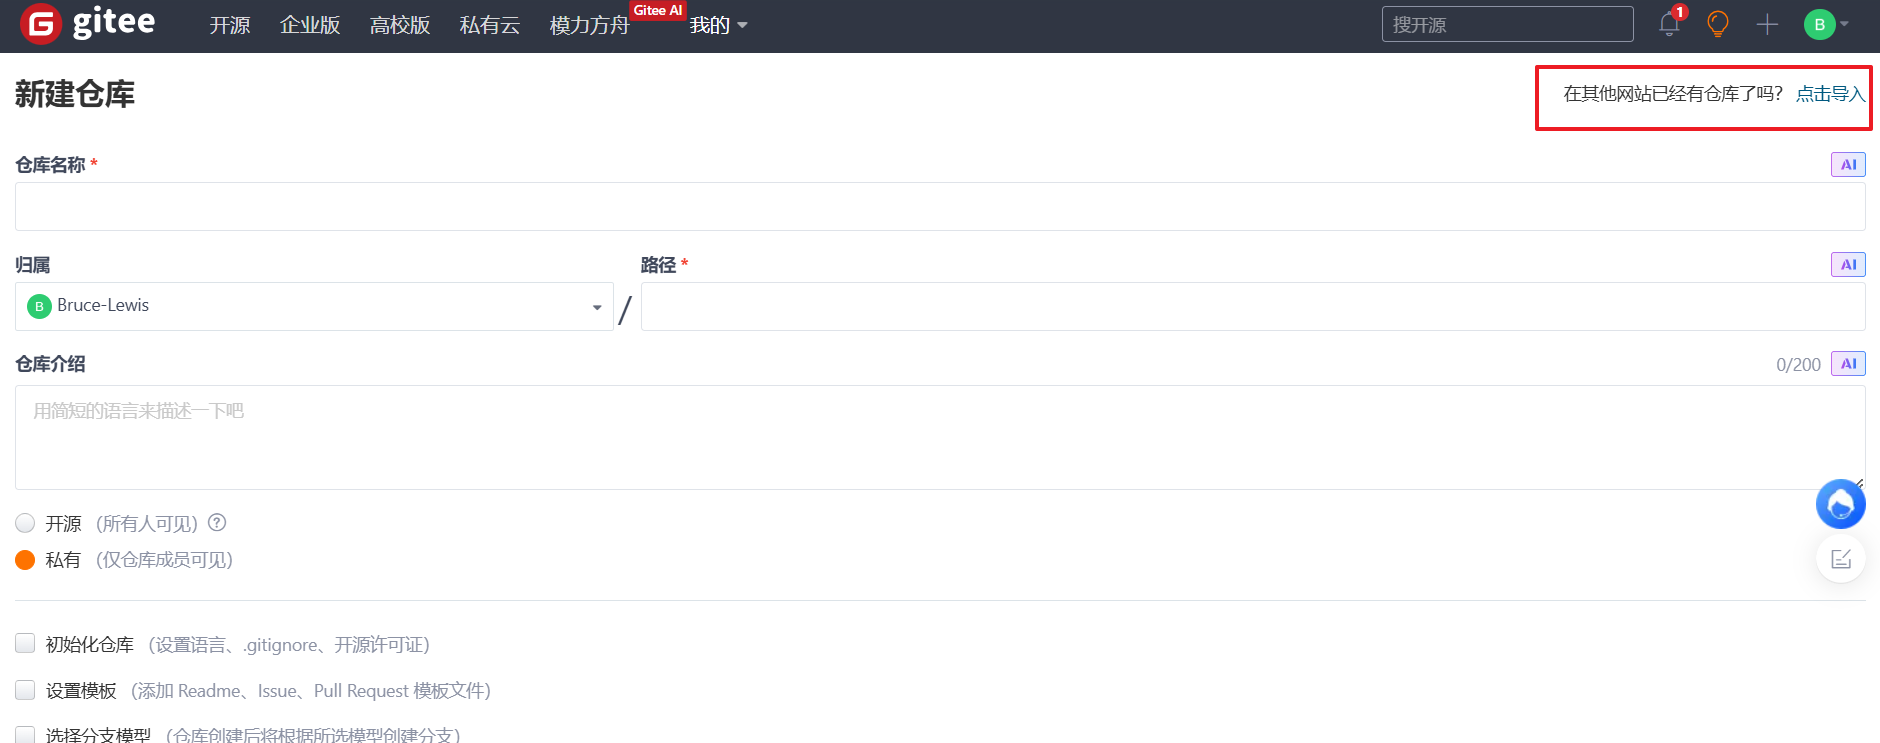 gitee 开源 企业版 高校版 私有云 模力方舟 Gitee AI 我的 搜开源 1 B
新建仓库
在其他网站已经有仓库了吗？ 点击导入
仓库名称 * AI
归属 路径 * AI
B Bruce-Lewis /
仓库介绍 0/200 AI
用简短的语言来描述一下吧
开源 （所有人可见） ?
私有 （仅仓库成员可见）
初始化仓库 （设置语言、.gitignore、开源许可证）
设置模板 （添加 Readme、Issue、Pull Request 模板文件）
选择分支模型 （仓库创建后将根据所选模型创建分支）